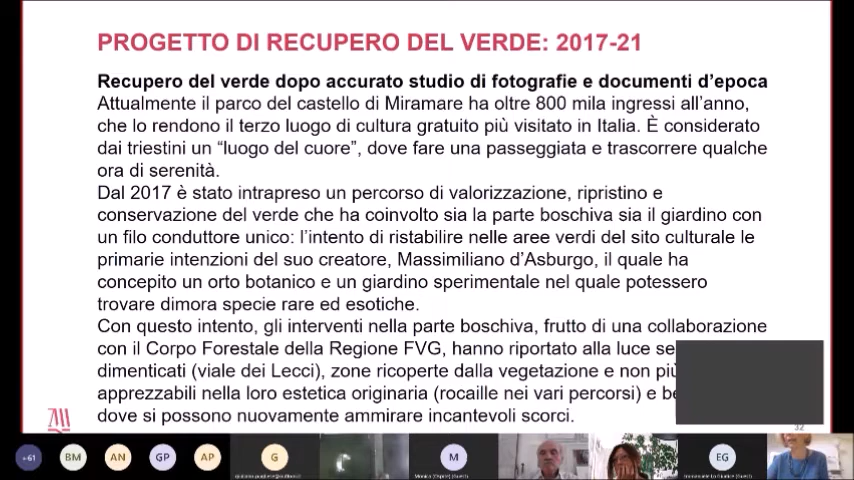 PROGETTO DI RECUPERO DEL VERDE: 2017-21
Recupero del verde dopo accurato studio di fotografie e documenti d'epoca
Attualmente il parco del castello di Miramare ha oltre 800 mila ingressi all'anno,
che lo rendono il terzo luogo di cultura gratuito più visitato in Italia. È considerato
dai triestini un "luogo del cuore", dove fare una passeggiata e trascorrere qualche
ora di serenità.
Dal 2017 è stato intrapreso un percorso di valorizzazione, ripristino e
conservazione del verde che ha coinvolto sia la parte boschiva sia il giardino con
un filo conduttore unico: l'intento di ristabilire nelle aree verdi del sito culturale le
primarie intenzioni del suo creatore, Massimiliano d'Asburgo, il quale ha
concepito un orto botanico e un giardino sperimentale nel quale potessero
trovare dimora specie rare ed esotiche.
Con questo intento, gli interventi nella parte boschiva, frutto di una collaborazione
con il Corpo Forestale della Regione FVG, hanno riportato alla luce se
dimenticati (viale dei Lecci), zone ricoperte dalla vegetazione e non più
apprezzabili nella loro estetica originaria (rocaille nei vari percorsi) e be
dove si possono nuovamente ammirare incantevoli scorci.
32
+61
BM
AN
GP
AP
G
M
EG
Monica (Ospite) (Guest)